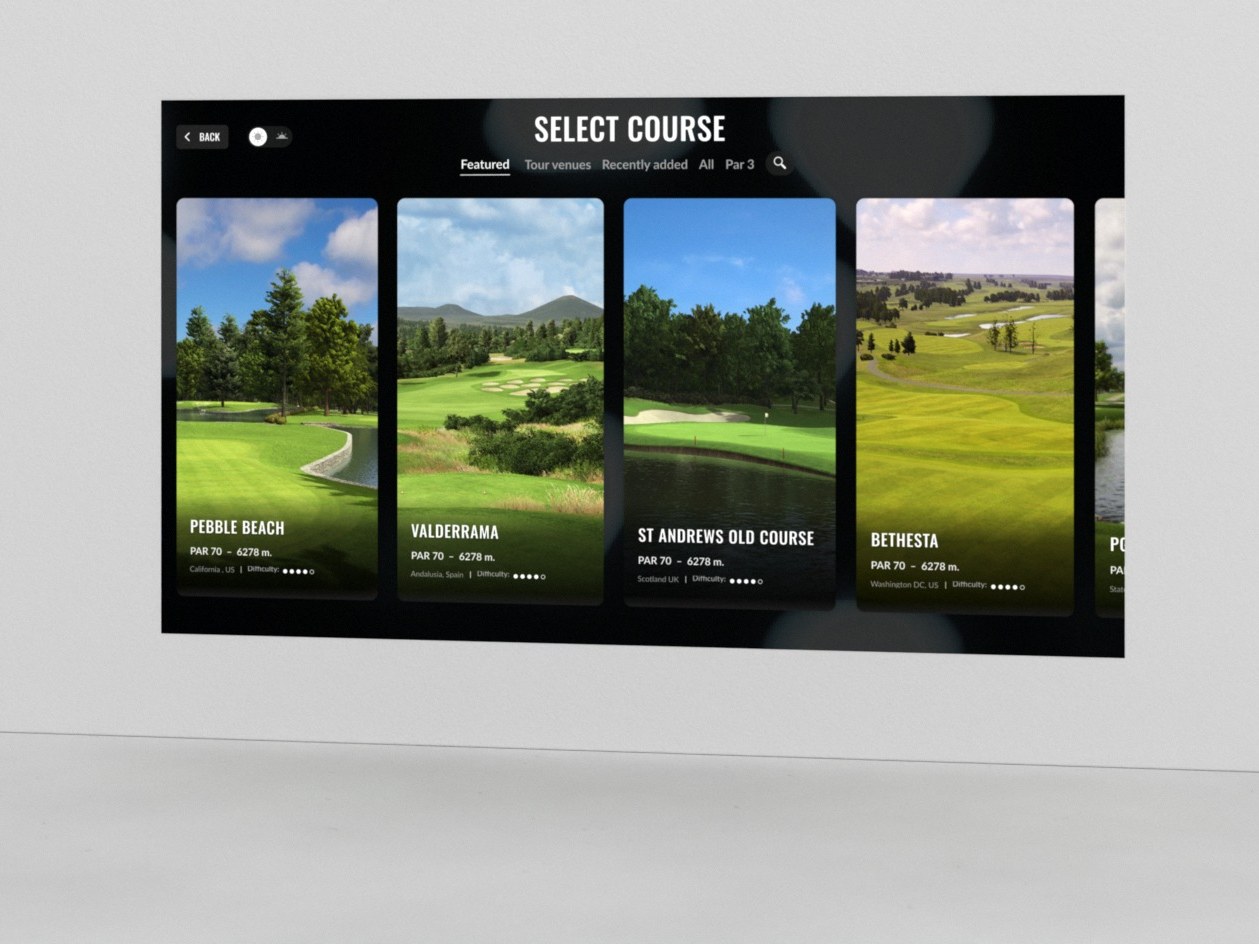 BACK
SELECT COURSE
Featured Tour venues Recently added All Par 3
PEBBLE BEACH
PAR 70 – 6278 m.
California , US | Difficulty:
VALDERRAMA
PAR 70 – 6278 m.
Andalusia, Spain | Difficulty:
ST ANDREWS OLD COURSE
PAR 70 – 6278 m.
Scotland UK | Difficulty:
BETHESTA
PAR 70 – 6278 m.
Washington DC, US | Difficulty: